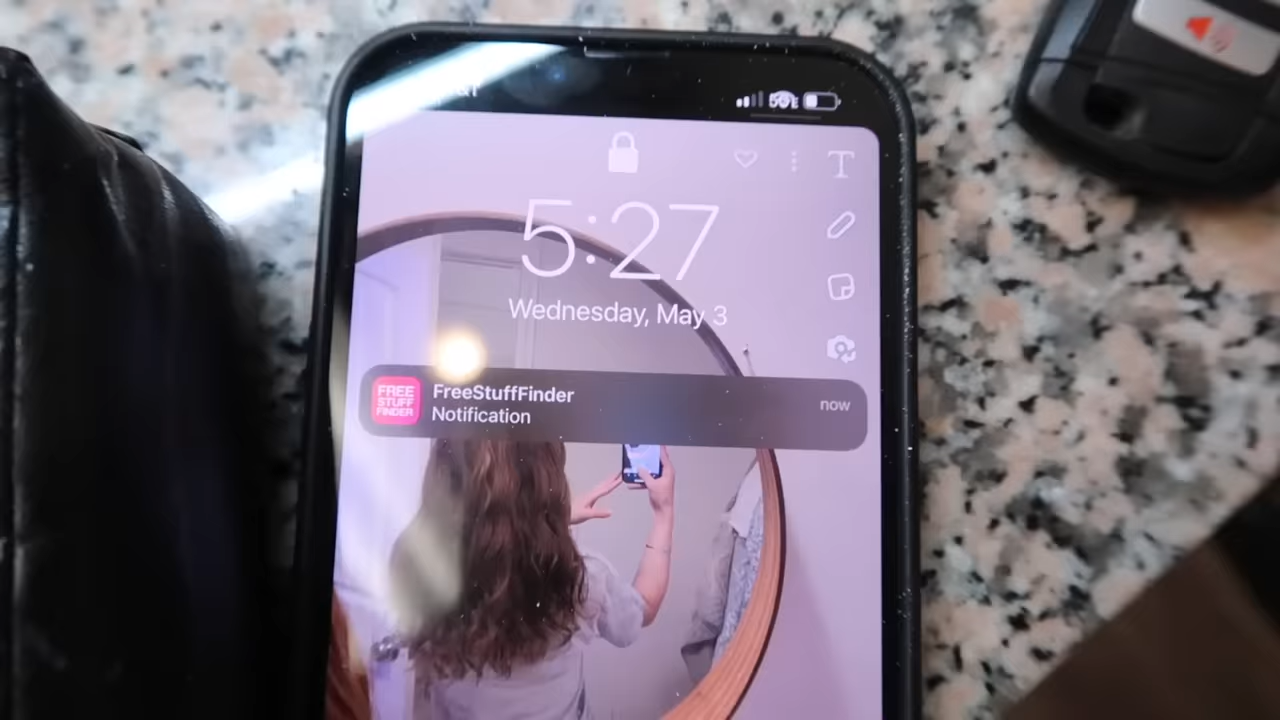 5:27
Wednesday, May 3
FREE
STUFF
FINDER
FreeStuffFinder
Notification
now
T